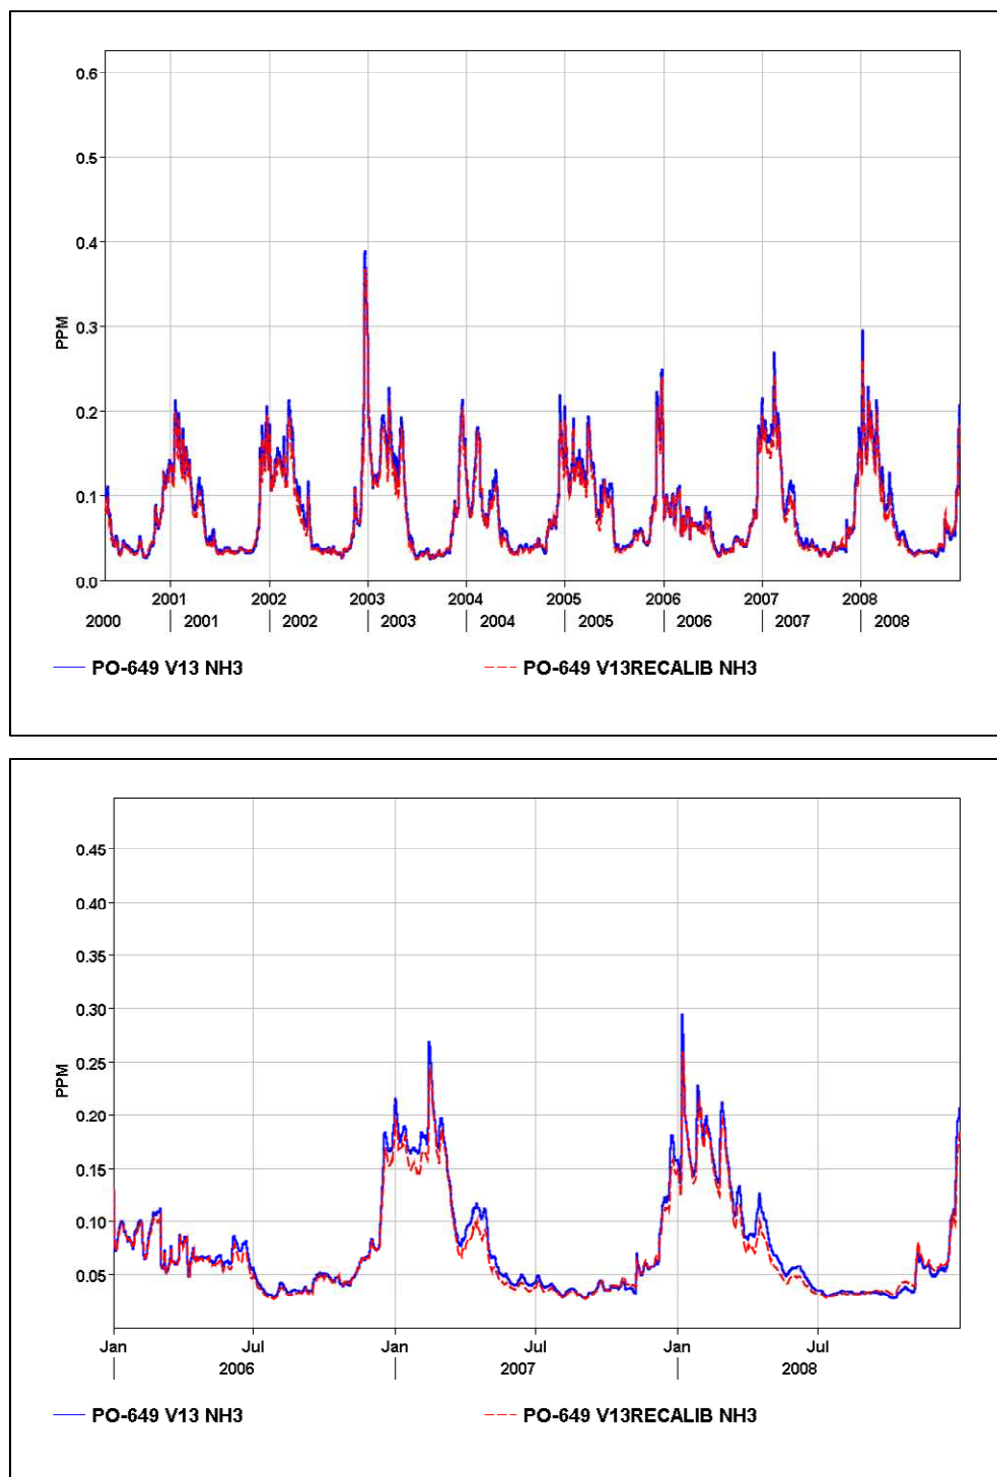 0.6
0.5
0.4
PPM
0.3
0.2
0.1
0.0
2001 2002 2003 2004 2005 2006 2007 2008
2000 2001 2002 2003 2004 2005 2006 2007 2008
PO-649 V13 NH3 PO-649 V13RECALIB NH3
0.45
0.40
0.35
0.30
PPM
0.25
0.20
0.15
0.10
0.05
Jan Jul Jan Jul Jan Jul
2006 2007 2008
PO-649 V13 NH3 PO-649 V13RECALIB NH3